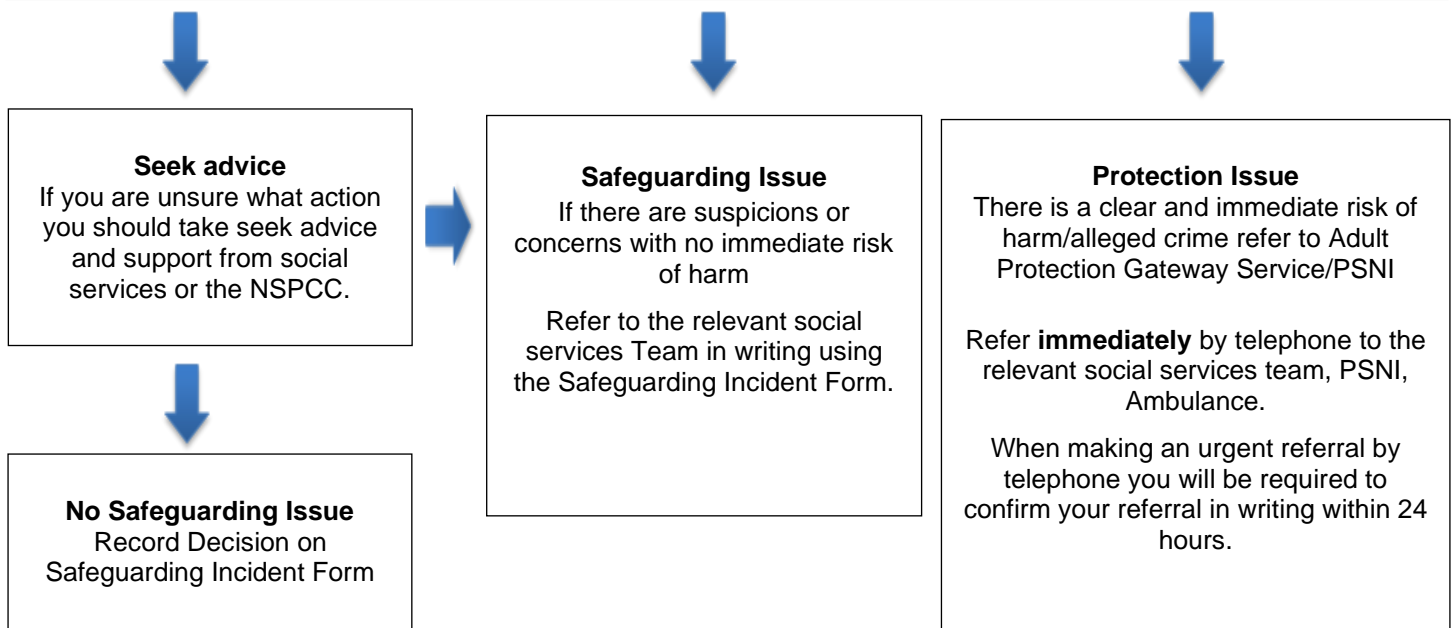 Seek advice
If you are unsure what action
you should take seek advice
and support from social
services or the NSPCC.
No Safeguarding Issue
Record Decision on
Safeguarding Incident Form
Safeguarding Issue
If there are suspicions or
concerns with no immediate risk
of harm
Refer to the relevant social
services Team in writing using
the Safeguarding Incident Form.
Protection Issue
There is a clear and immediate risk of
harm/alleged crime refer to Adult
Protection Gateway Service/PSNI
Refer immediately by telephone to the
relevant social services team, PSNI,
Ambulance.
When making an urgent referral by
telephone you will be required to
confirm your referral in writing within 24
hours.